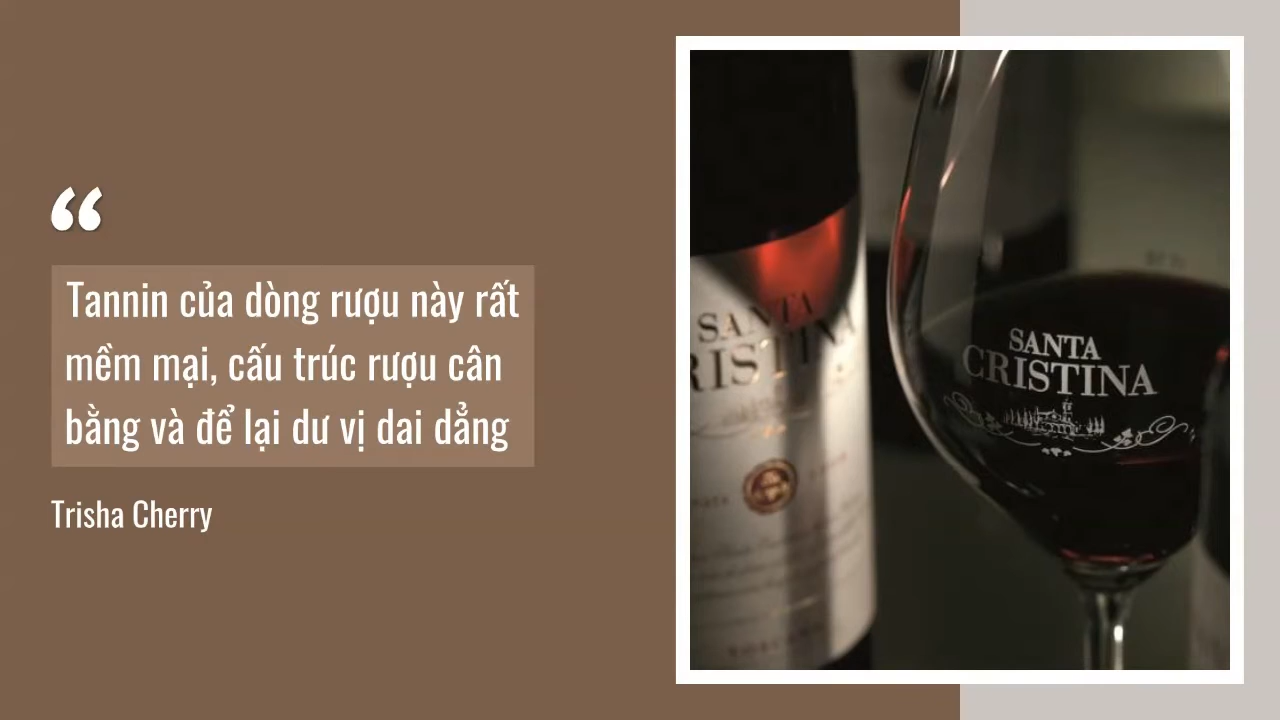 “
Tannin của dòng rượu này rất
mềm mại, cấu trúc rượu cân
bằng và để lại dư vị dai dẳng
Trisha Cherry
SANTA
RISTINA
SANTA
CRISTINA